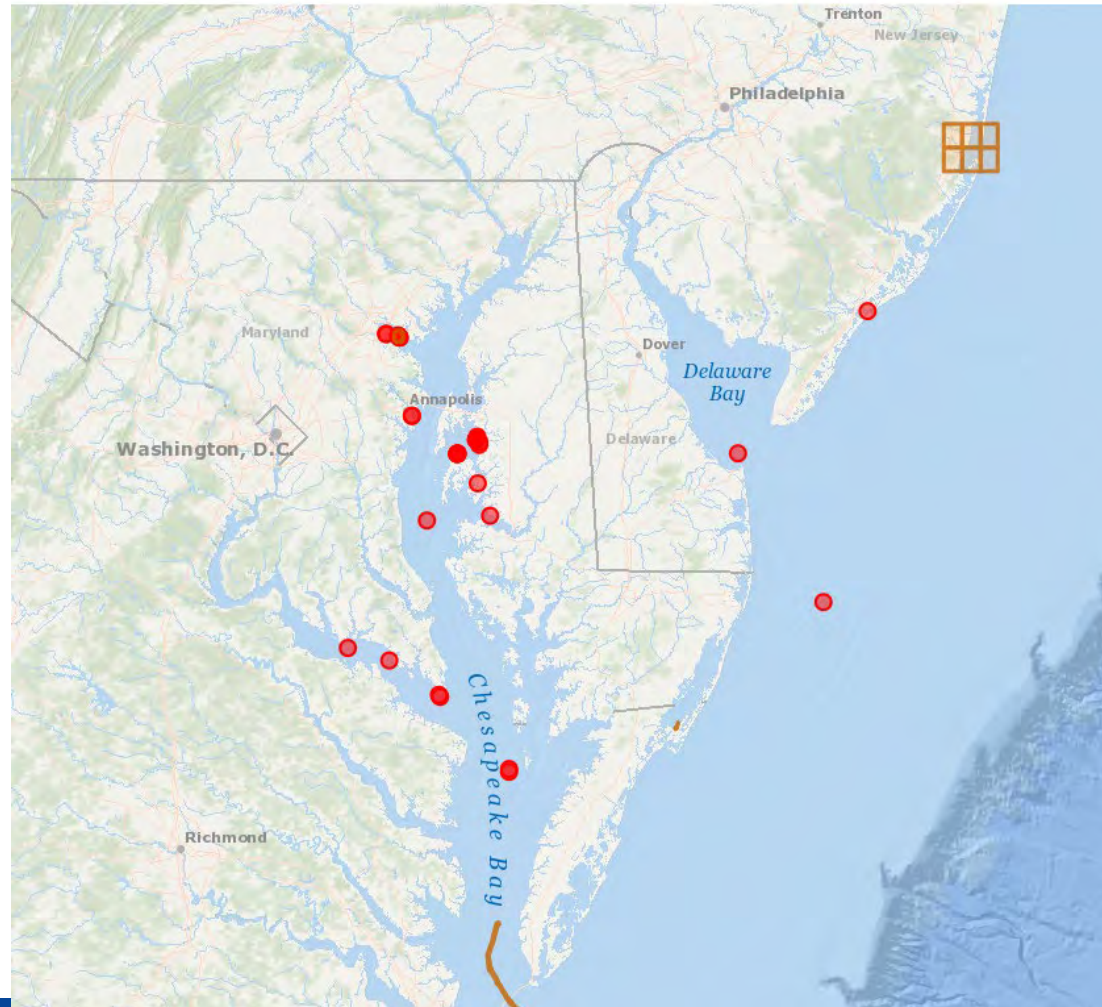 Trenton
New Jersey
Philadelphia
Maryland
Dover
Delaware
Bay
Annapolis
Washington, D.C.
Delaware
Chesapeake Bay
Richmond